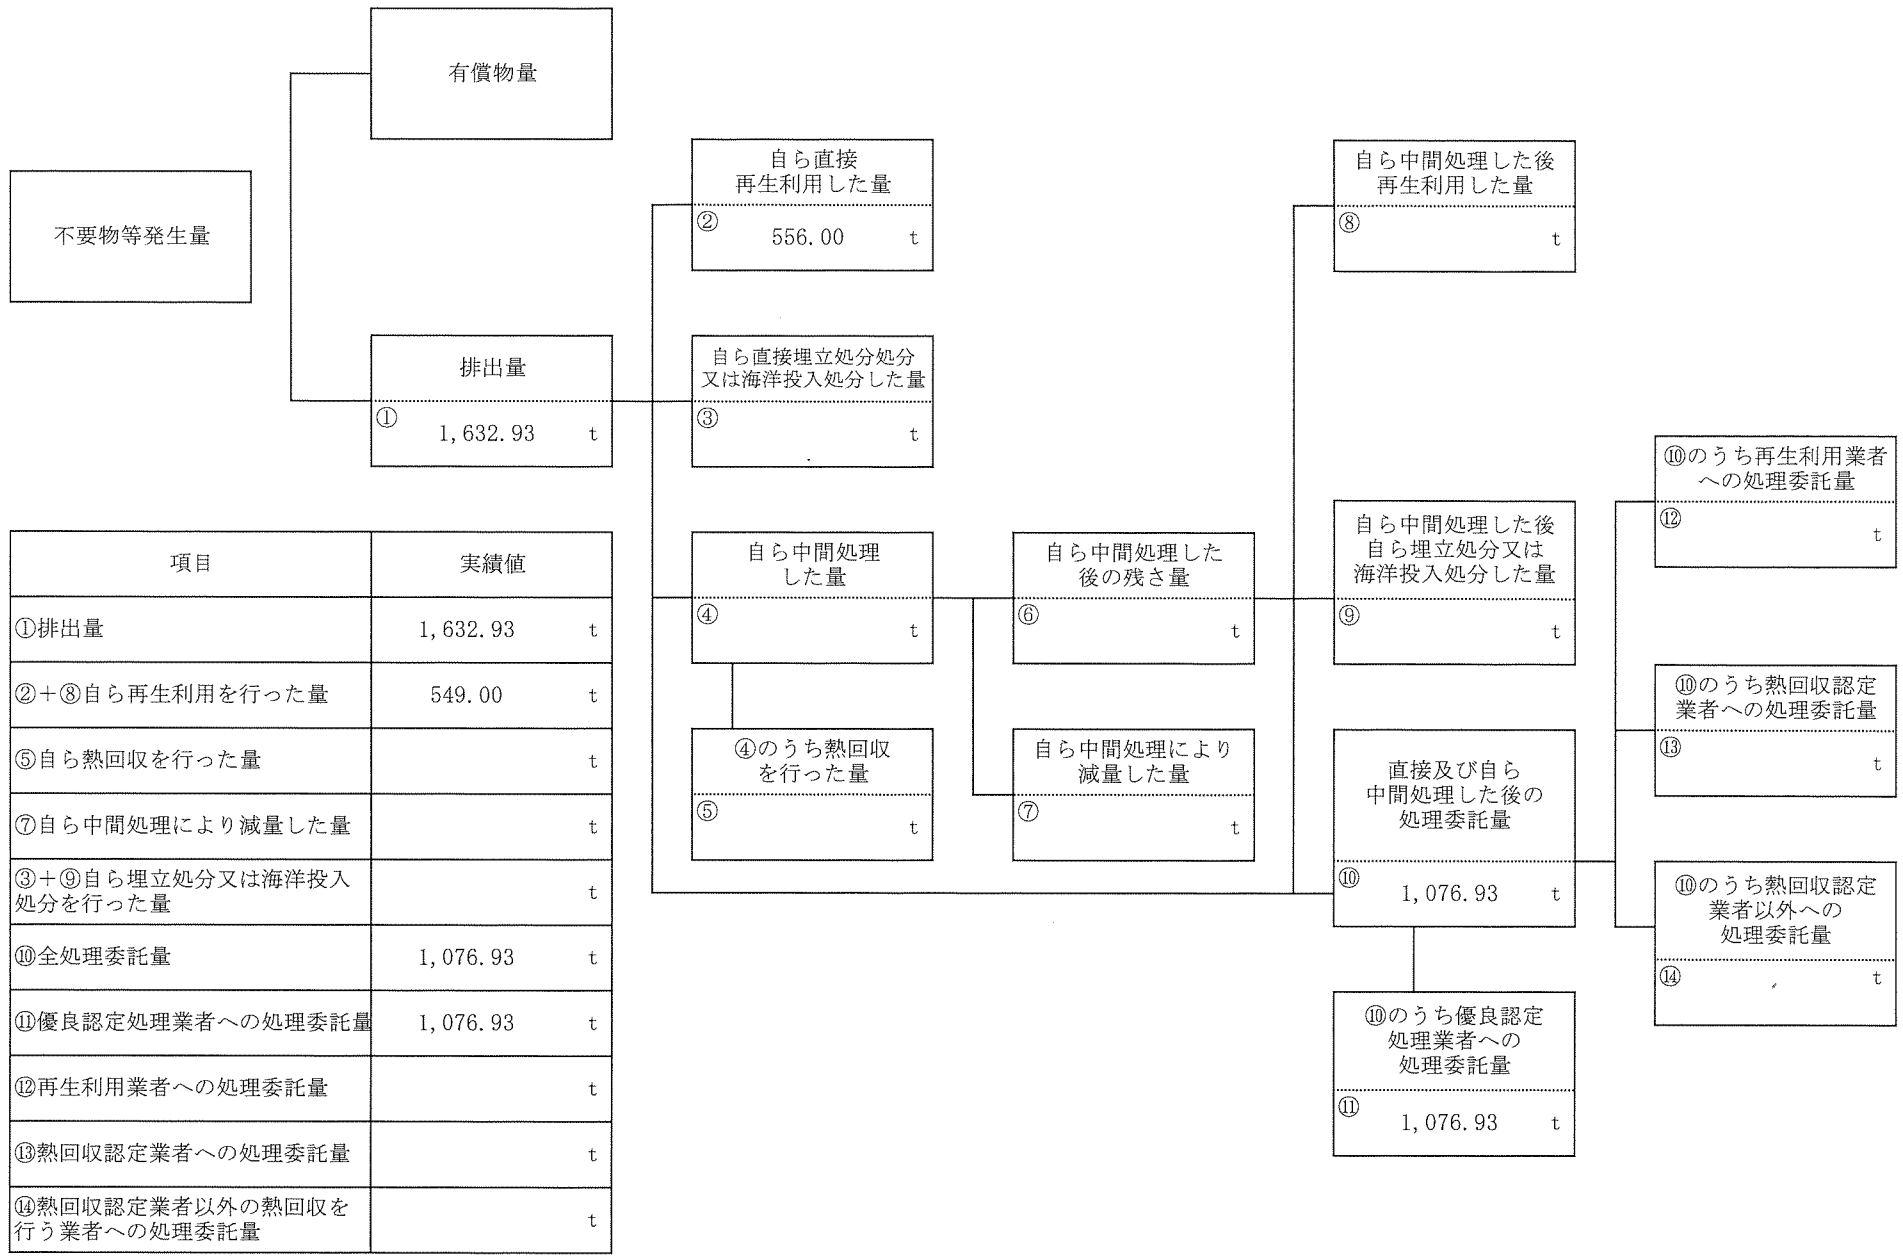 有償物量
不要物等発生量
排出量
① 1,632.93 t
自ら直接
再生利用した量
② 556.00 t
自ら直接埋立処分処分
又は海洋投入処分した量
③ t
自ら中間処理
した量
④ t
④のうち熱回収
を行った量
⑤ t
自ら中間処理した
後の残さ量
⑥ t
自ら中間処理により
減量した量
⑦ t
自ら中間処理した後
再生利用した量
⑧ t
自ら中間処理した後
自ら埋立処分又は
海洋投入処分した量
⑨ t
直接及び自ら
中間処理した後の
処理委託量
⑩ 1,076.93 t
⑩のうち優良認定
処理業者への
処理委託量
⑪ 1,076.93 t
⑩のうち再生利用業者
への処理委託量
⑫ t
⑩のうち熱回収認定
業者への処理委託量
⑬ t
⑩のうち熱回収認定
業者以外への
処理委託量
⑭ t
項目 実績値
①排出量 1,632.93 t
②＋⑧自ら再生利用を行った量 549.00 t
⑤自ら熱回収を行った量 t
⑦自ら中間処理により減量した量 t
③＋⑨自ら埋立処分又は海洋投入
処分を行った量 t
⑩全処理委託量 1,076.93 t
⑪優良認定処理業者への処理委託量 1,076.93 t
⑫再生利用業者への処理委託量 t
⑬熱回収認定業者への処理委託量 t
⑭熱回収認定業者以外の熱回収を
行う業者への処理委託量 t